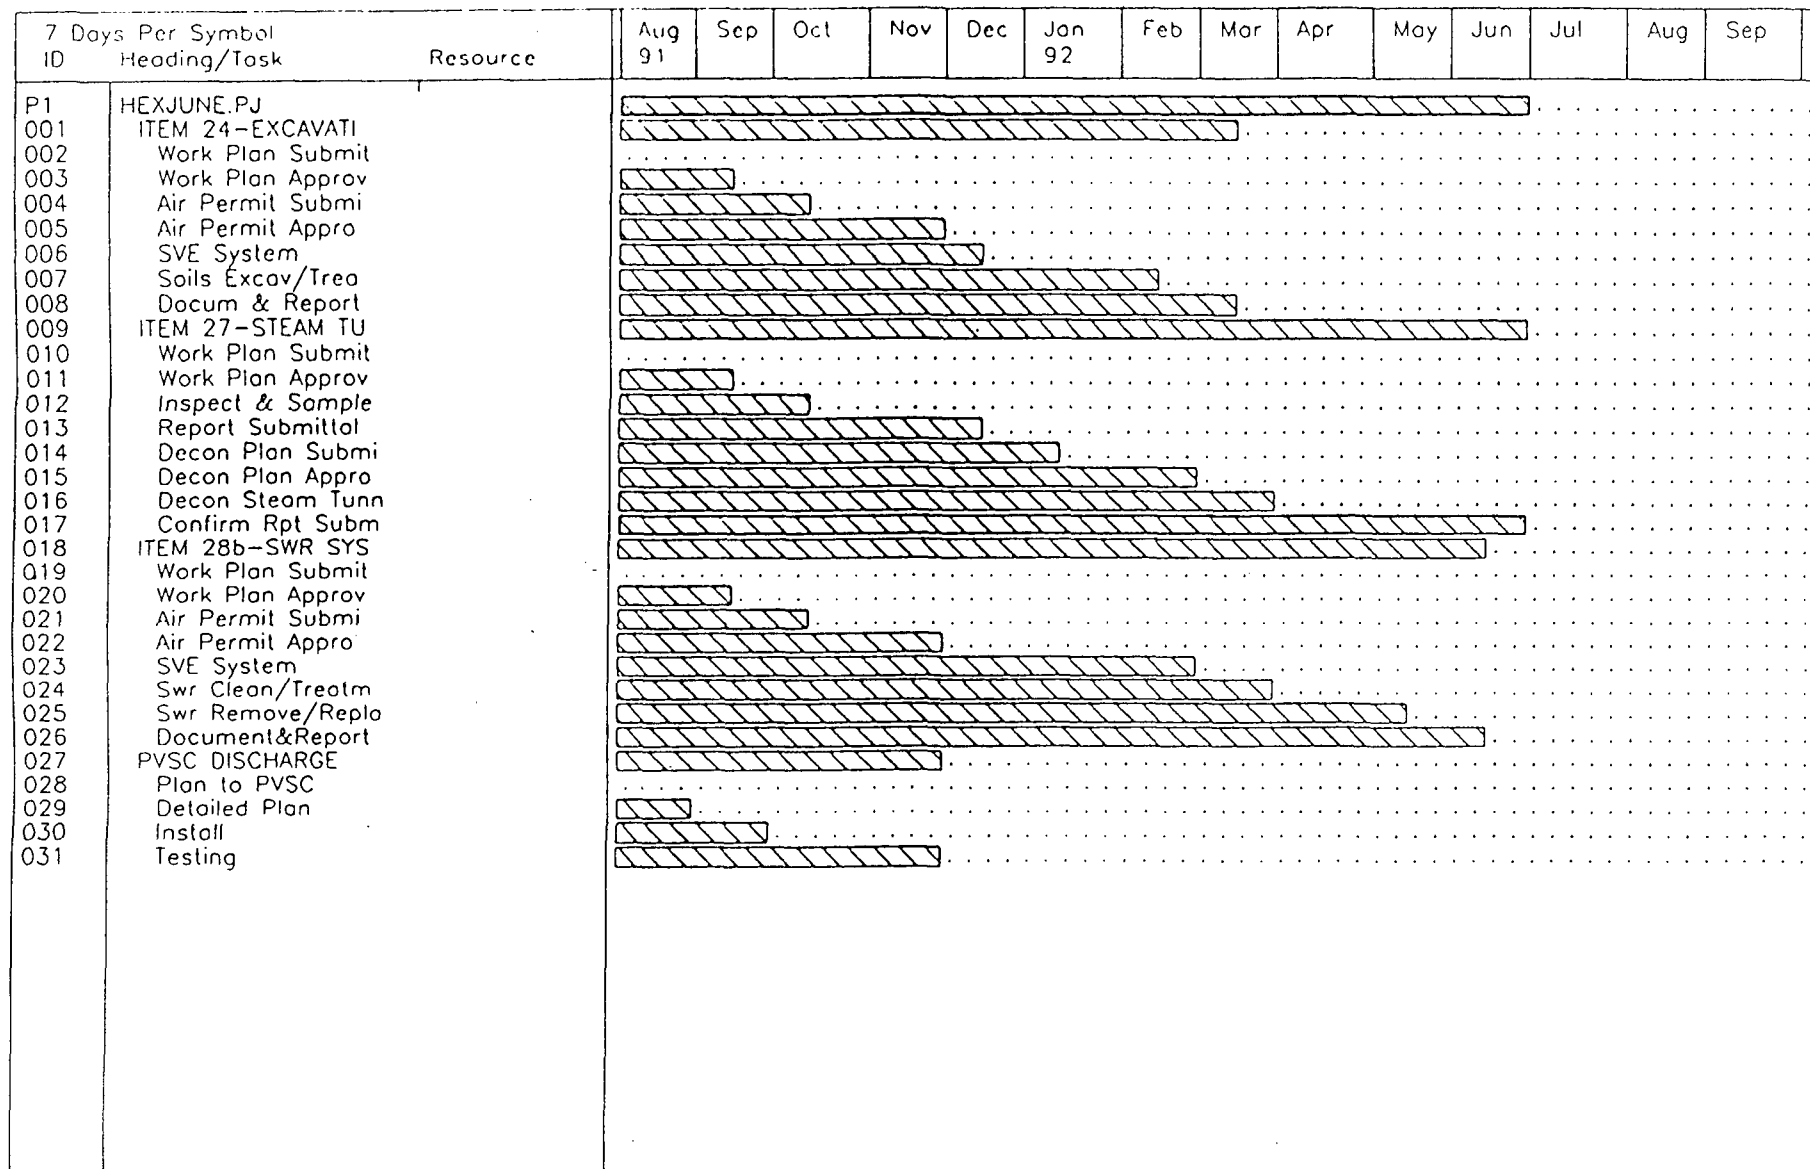 7 Days Per Symbol
ID Heading/Task Resource
Aug Sep Oct Nov Dec Jan Feb Mar Apr May Jun Jul Aug Sep
91 92
P1 HEXJUNE.PJ
001 ITEM 24-EXCAVATI
002 Work Plan Submit
003 Work Plan Approv
004 Air Permit Submi
005 Air Permit Appro
006 SVE System
007 Soils Excav/Trea
008 Docum & Report
009 ITEM 27-STEAM TU
010 Work Plan Submit
011 Work Plan Approv
012 Inspect & Sample
013 Report Submittal
014 Decon Plan Submi
015 Decon Plan Appro
016 Decon Steam Tunn
017 Confirm Rpt Subm
018 ITEM 28b-SWR SYS
019 Work Plan Submit
020 Work Plan Approv
021 Air Permit Submi
022 Air Permit Appro
023 SVE System
024 Swr Clean/Treatm
025 Swr Remove/Repla
026 Document&Report
027 PVSC DISCHARGE
028 Plan to PVSC
029 Detailed Plan
030 Install
031 Testing